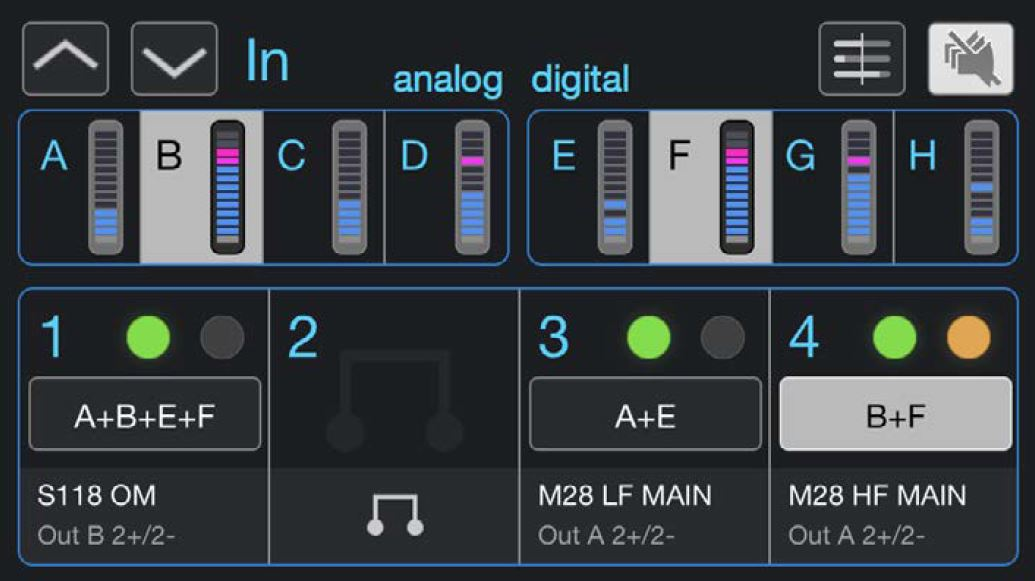 In
analog digital
A B C D E F G H
1 2 3 4
A+B+E+F A+E B+F
S118 OM M28 LF MAIN M28 HF MAIN
Out B 2+/2- Out A 2+/2- Out A 2+/2-